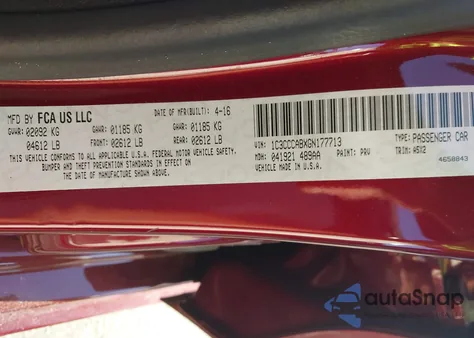 MFD BY FCA US LLC
DATE OF MFR(BUILT): 4-16
GVWR: 02092 KG
GAWR: 01185 KG
GAWR: 01185 KG
04612 LB
FRONT: 02612 LB
REAR: 02612 LB
THIS VEHICLE CONFORMS TO ALL APPLICABLE U.S.A. FEDERAL MOTOR VEHICLE SAFETY,
BUMPER AND THEFT PREVENTION STANDARDS IN EFFECT ON
THE DATE OF MANUFACTURE SHOWN ABOVE.
VIN: 1C3CCCABXGN177713
TYPE: PASSENGER CAR
MDH: 041921 489AA
PAINT: PRV
TRIM: A5X2
VEHICLE MADE IN U.S.A.
4658843
autaSnap